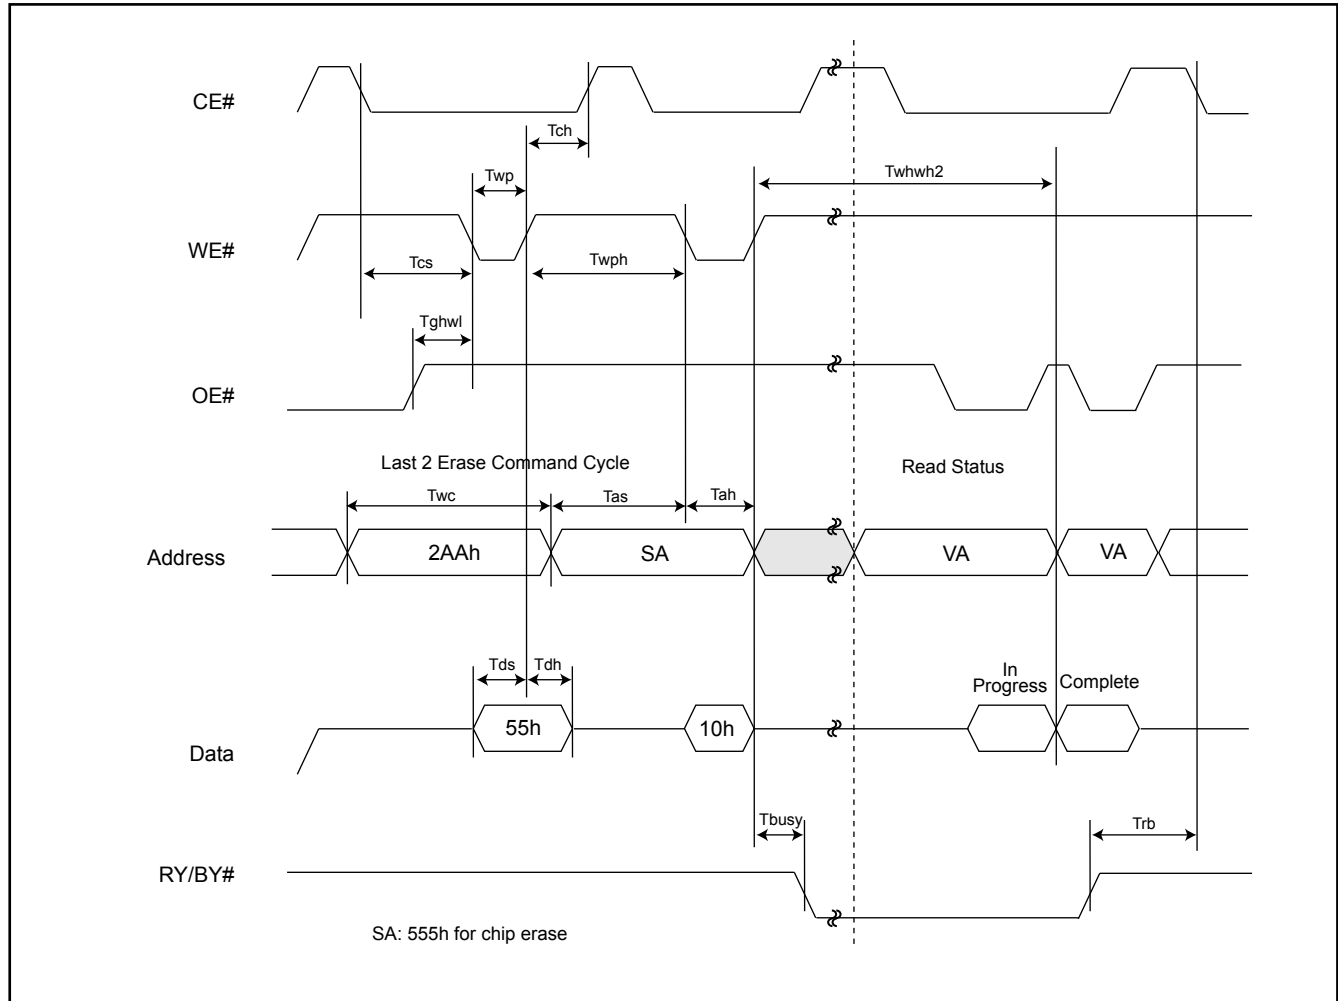 CE#
Tch
Twhwh2
Twp
WE#
Tcs
Twph
Tghwl
OE#
Last 2 Erase Command Cycle
Read Status
Twc
Tas
Tah
Address
2AAh
SA
VA
VA
Tds
Tdh
In
Progress
Complete
55h
10h
Data
Tbusy
Trb
RY/BY#
SA: 555h for chip erase